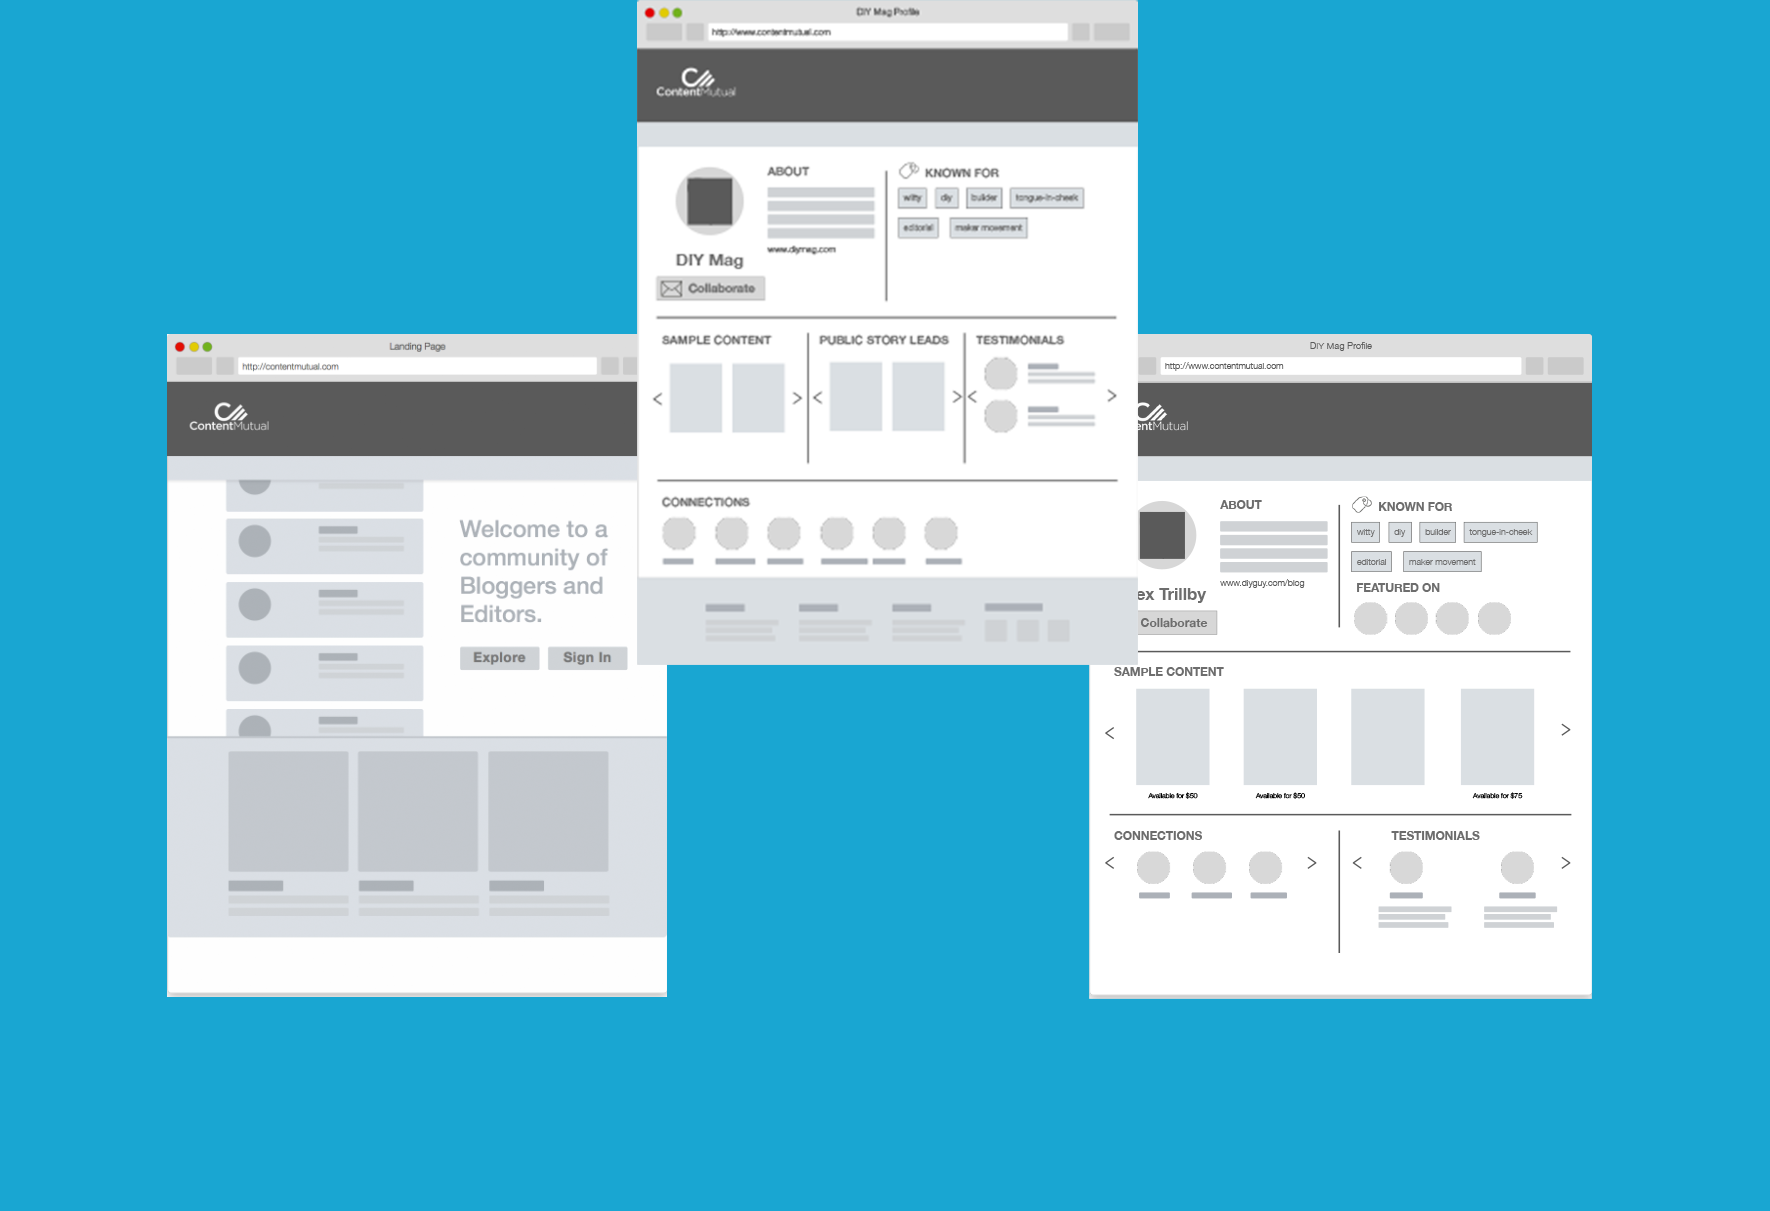 DIY Mag Profile
http://www.contentmutual.com
ContentMutual
ABOUT
www.diymag.com
DIY Mag
Collaborate
KNOWN FOR
witty diy builder tongue-in-cheek
editorial maker movement
SAMPLE CONTENT
< >
PUBLIC STORY LEADS
< >
TESTIMONIALS
< >
CONNECTIONS
Landing Page
http://contentmutual.com
ContentMutual
Welcome to a
community of
Bloggers and
Editors.
Explore Sign In
DIY Mag Profile
http://www.contentmutual.com
entMutual
ABOUT
www.diyguy.com/blog
ex Trillby
Collaborate
KNOWN FOR
witty diy builder tongue-in-cheek
editorial maker movement
FEATURED ON
SAMPLE CONTENT
< >
Available for $50 Available for $50 Available for $75
CONNECTIONS
< >
TESTIMONIALS
< >